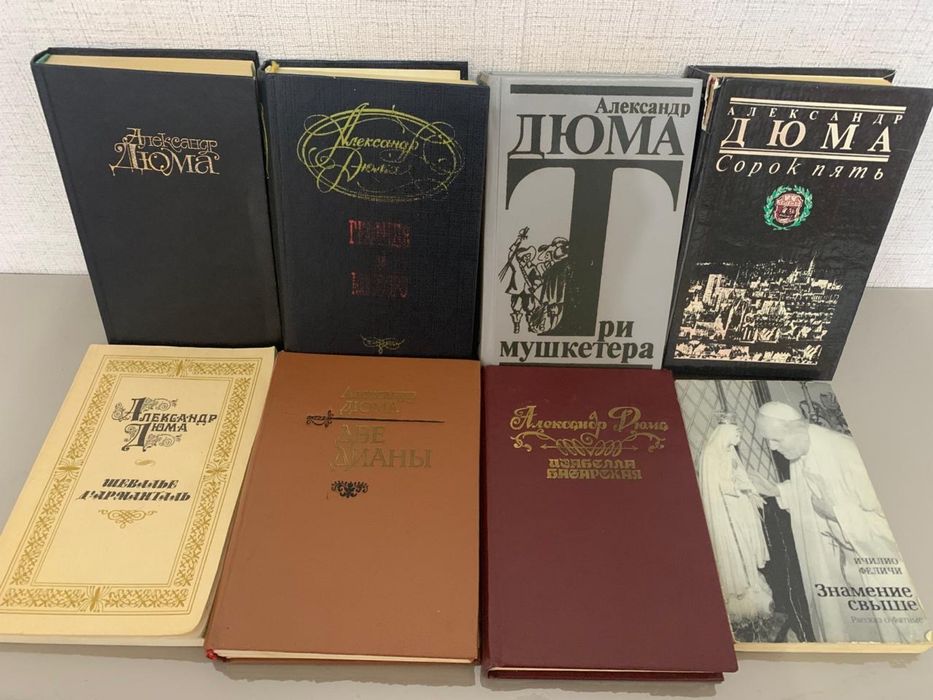 Александр
Дюма
Александр
Дюма
Александр
ДЮМА
Три
мушкетера
АЛЕКСАНДР
ДЮМА
Сорок пять
Александр
Дюма
ШЕВАЛЬЕ
Д'АРМАНТАЛЬ
Александр
ДЮМА
ДВЕ
ДИАНЫ
Александр Дюма
ИЗАБЕЛЛА
БАВАРСКАЯ
ИЧИЛИО
ФЕЛИЧИ
Знамение
свыше